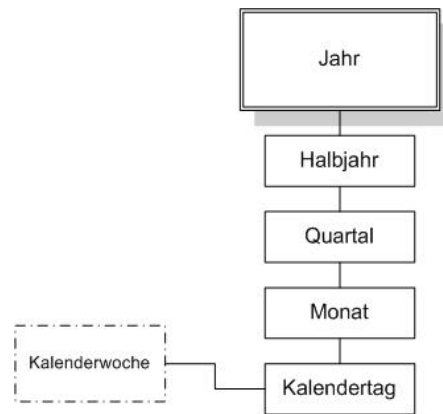 Jahr
Halbjahr
Quartal
Monat
Kalenderwoche
Kalendertag